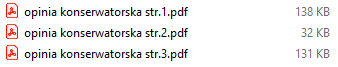 opinia konserwatorska str.1.pdf 138 KB
opinia konserwatorska str.2.pdf 32 KB
opinia konserwatorska str.3.pdf 131 KB